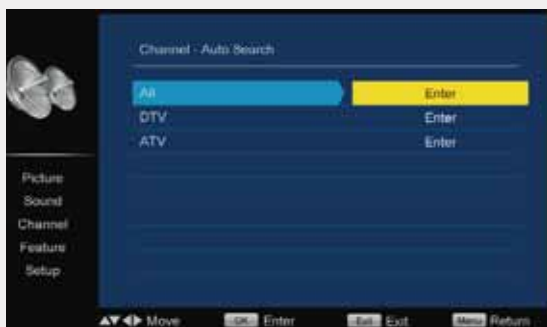 Channel - Auto Search
All Enter
DTV Enter
ATV Enter
Picture
Sound
Channel
Feature
Setup
▲▼◀▶ Move OK Enter Exit Exit Menu Return